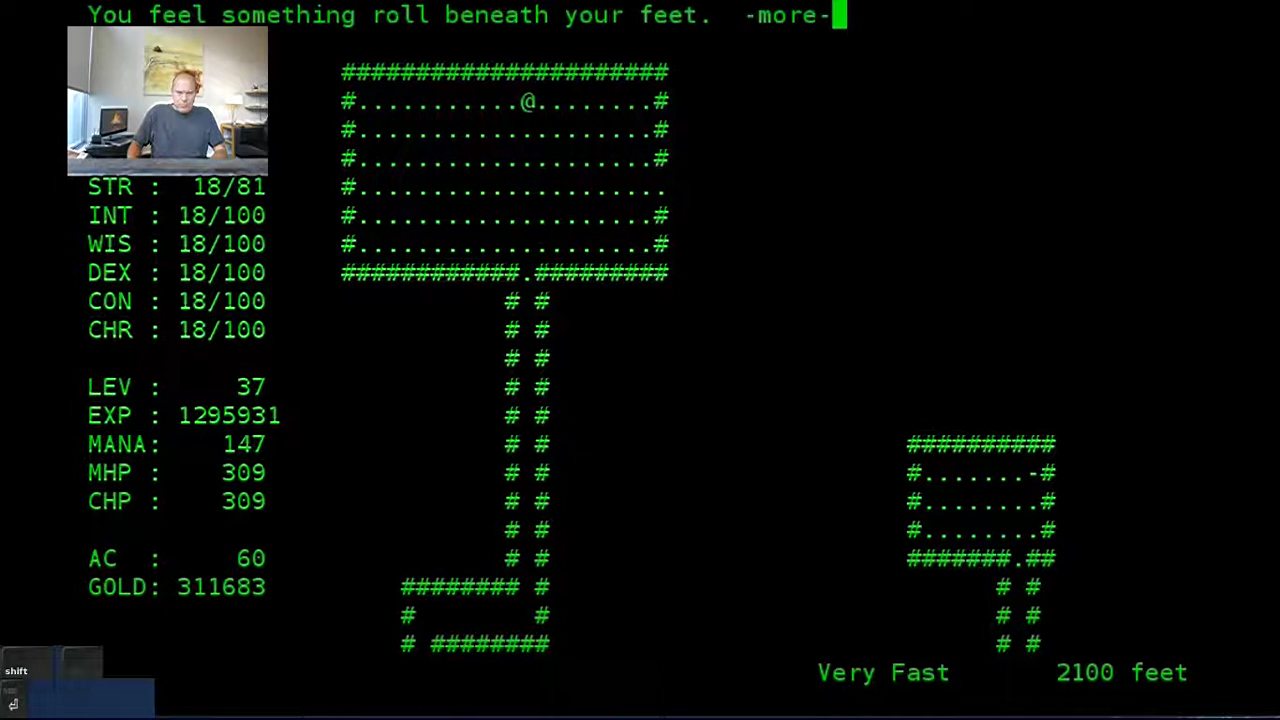 You feel something roll beneath your feet.  -more-
####################
#...........@........#
#....................#
#....................#
STR :  18/81 #....................
INT : 18/100 #....................#
WIS : 18/100 #....................#
DEX : 18/100 ############.#########
CON : 18/100 # #
CHR : 18/100 # #
# #
LEV :     37 # #
EXP : 1295931 # #
MANA:    147 # # ##########
MHP :    309 # # #.......-#
CHP :    309 # # #........#
# # #........#
AC  :     60 # # #######.##
GOLD: 311683 ######## # # #
# # # #
shift # ######## # #
Very Fast 2100 feet